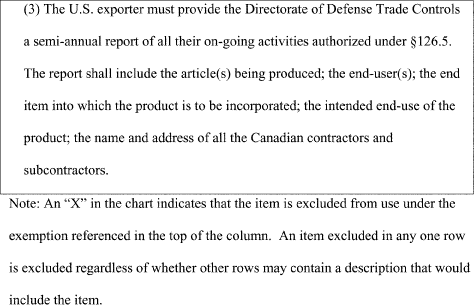 (3) The U.S. exporter must provide the Directorate of Defense Trade Controls
a semi-annual report of all their on-going activities authorized under §126.5.
The report shall include the article(s) being produced; the end-user(s); the end
item into which the product is to be incorporated; the intended end-use of the
product; the name and address of all the Canadian contractors and
subcontractors.
Note: An “X” in the chart indicates that the item is excluded from use under the
exemption referenced in the top of the column.  An item excluded in any one row
is excluded regardless of whether other rows may contain a description that would
include the item.